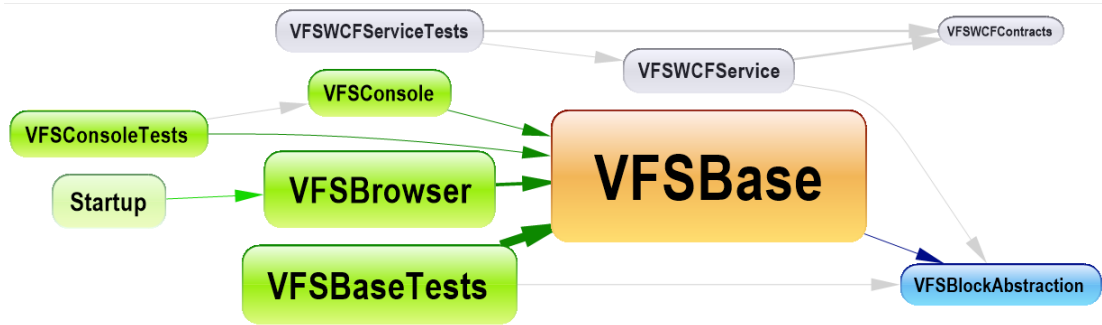 VFSWCFServiceTests
VFSWCFContracts
VFSWCFService
VFSConsole
VFSConsoleTests
VFSBase
VFSBrowser
Startup
VFSBaseTests
VFSBlockAbstraction